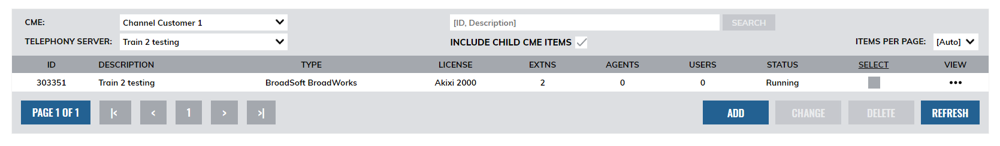 CME: Channel Customer 1 [ID, Description] SEARCH
TELEPHONY SERVER: Train 2 testing INCLUDE CHILD CME ITEMS ITEMS PER PAGE: [Auto]
ID DESCRIPTION TYPE LICENSE EXTNS AGENTS USERS STATUS SELECT VIEW
303351 Train 2 testing BroadSoft BroadWorks Akixi 2000 2 0 0 Running •••
PAGE 1 OF 1 |< < 1 > >| ADD CHANGE DELETE REFRESH